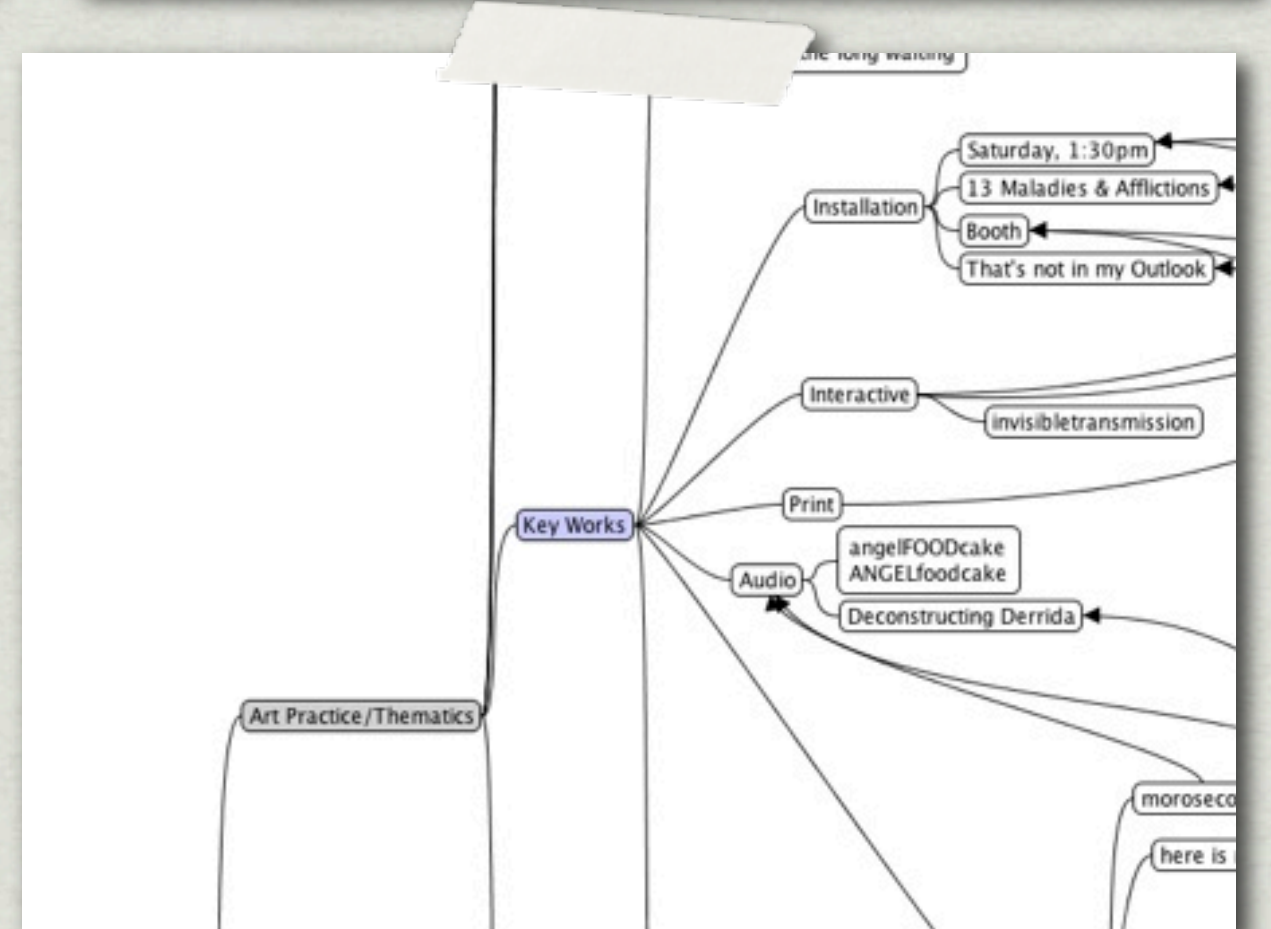 the long waiting
Saturday, 1:30pm
13 Maladies & Afflictions
Installation
Booth
That's not in my Outlook
Interactive
invisibletransmission
Print
Key Works
angelFOODcake
ANGELfoodcake
Audio
Deconstructing Derrida
Art Practice/Thematics
moroseco
here is